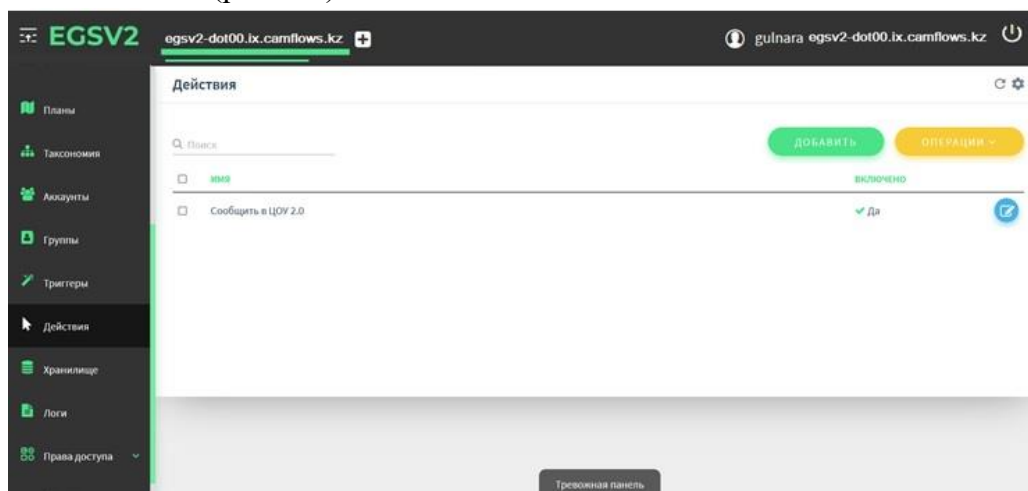 EGSV2
egsv2-dot00.ix.camflows.kz
gulnara egsv2-dot00.ix.camflows.kz
Действия
Планы
Таксономия
Аккаунты
Группы
Триггеры
Действия
Хранилище
Логи
Права доступа
Поиск
ДОБАВИТЬ
ОПЕРАЦИИ
ИМЯ
ВКЛЮЧЕНО
Сообщить в ЦОУ 2.0
Да
Тревожная панель